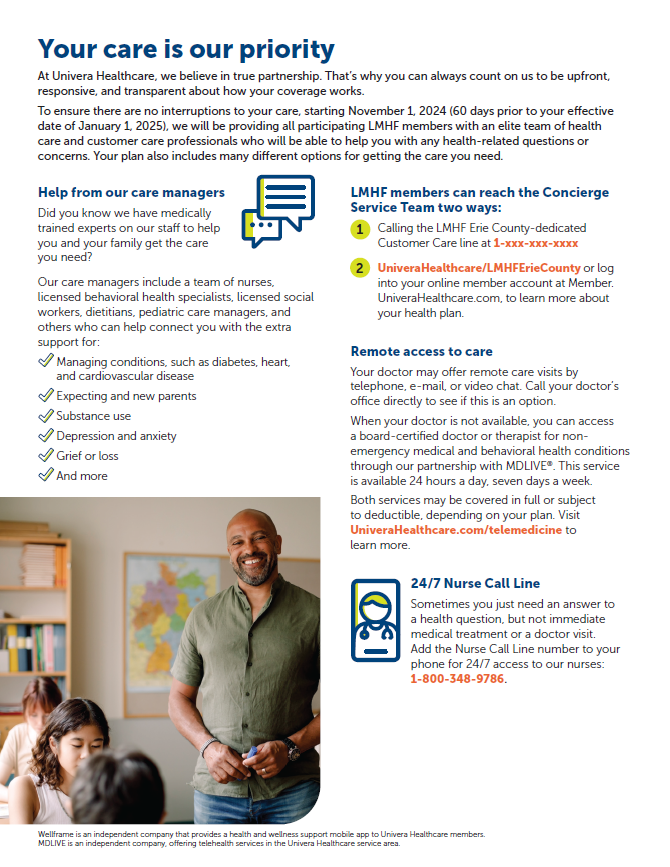 Your care is our priority
At Univera Healthcare, we believe in true partnership. That's why you can always count on us to be upfront,
responsive, and transparent about how your coverage works.
To ensure there are no interruptions to your care, starting November 1, 2024 (60 days prior to your effective
date of January 1, 2025), we will be providing all participating LMHF members with an elite team of health
care and customer care professionals who will be able to help you with any health-related questions or
concerns. Your plan also includes many different options for getting the care you need.
Help from our care managers
Did you know we have medically
trained experts on our staff to help
you and your family get the care
you need?
Our care managers include a team of nurses,
licensed behavioral health specialists, licensed social
workers, dietitians, pediatric care managers, and
others who can help connect you with the extra
support for:
Managing conditions, such as diabetes, heart,
and cardiovascular disease
Expecting and new parents
Substance use
Depression and anxiety
Grief or loss
And more
LMHF members can reach the Concierge
Service Team two ways:
1 Calling the LMHF Erie County-dedicated
Customer Care line at 1-xxx-xxx-xxxx
2 UniveraHealthcare/LMHFErieCounty or log
into your online member account at Member.
UniveraHealthcare.com, to learn more about
your health plan.
Remote access to care
Your doctor may offer remote care visits by
telephone, e-mail, or video chat. Call your doctor's
office directly to see if this is an option.
When your doctor is not available, you can access
a board-certified doctor or therapist for non-
emergency medical and behavioral health conditions
through our partnership with MDLIVE®. This service
is available 24 hours a day, seven days a week.
Both services may be covered in full or subject
to deductible, depending on your plan. Visit
UniveraHealthcare.com/telemedicine to
learn more.
24/7 Nurse Call Line
Sometimes you just need an answer to
a health question, but not immediate
medical treatment or a doctor visit.
Add the Nurse Call Line number to your
phone for 24/7 access to our nurses:
1-800-348-9786.
Wellframe is an independent company that provides a health and wellness support mobile app to Univera Healthcare members.
MDLIVE is an independent company, offering telehealth services in the Univera Healthcare service area.